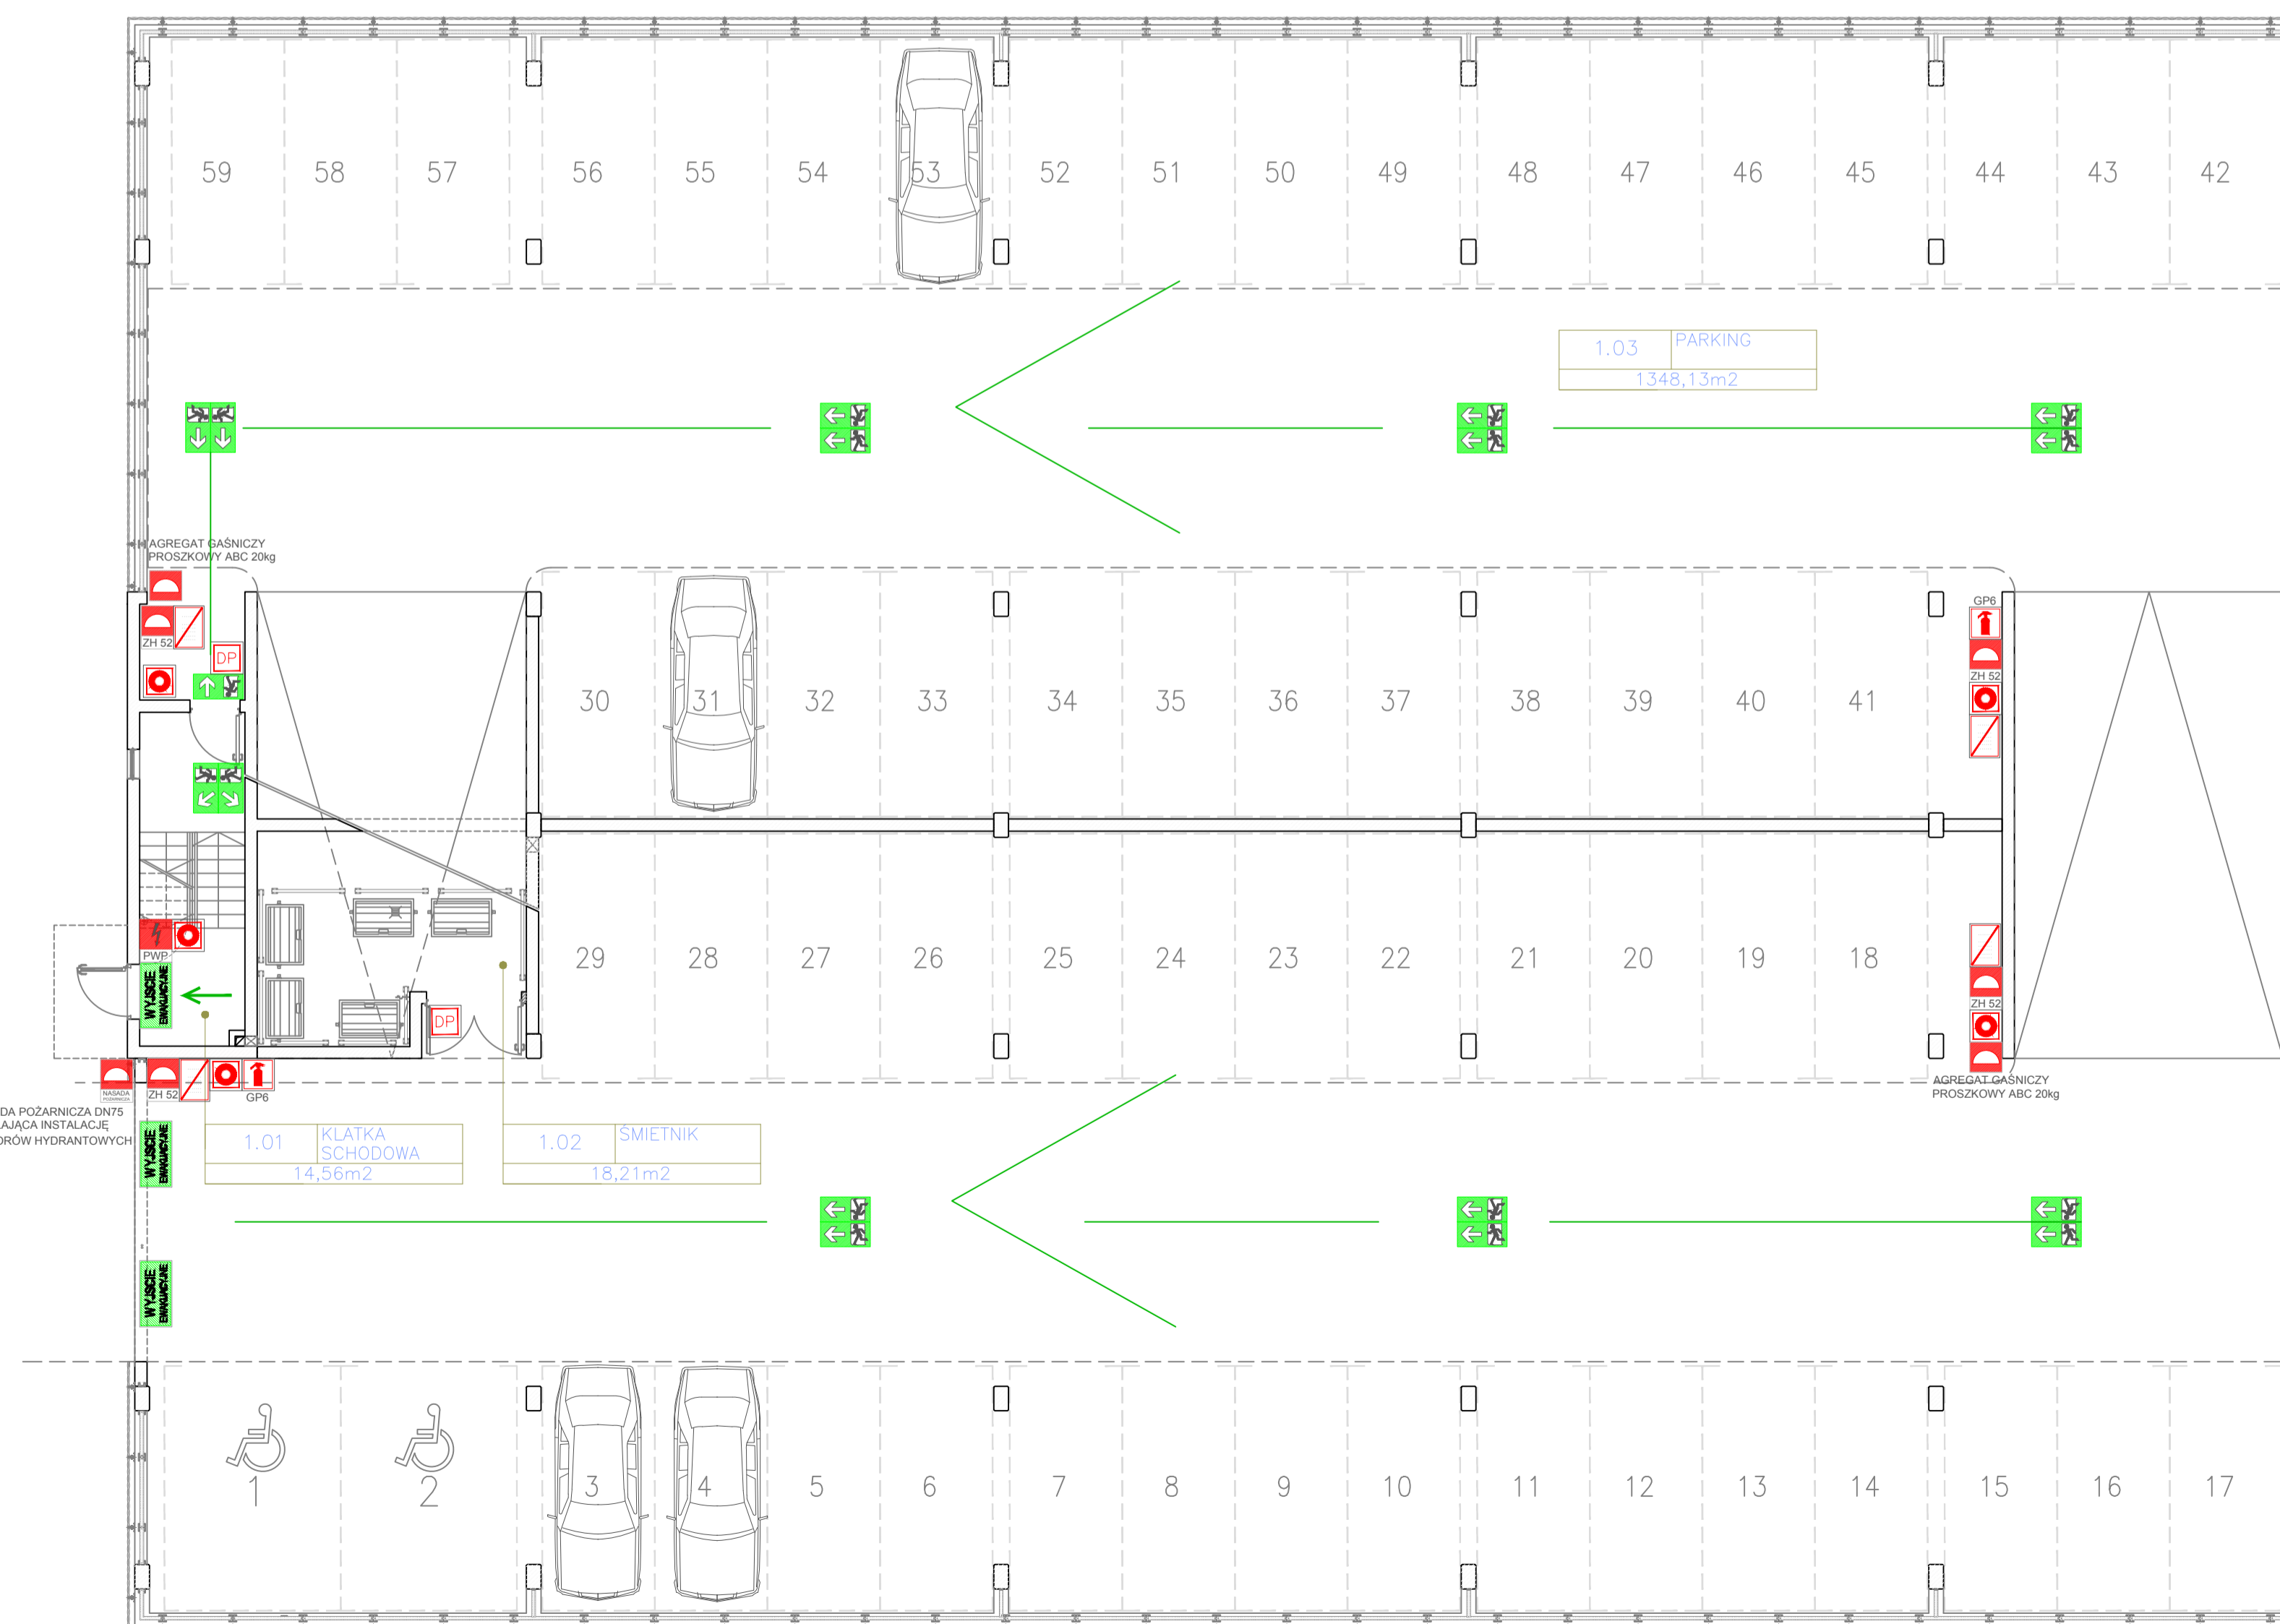 59 58 57 56 55 54 53 52 51 50 49 48 47 46 45 44 43 42
1.03 PARKING
1348,13m2
AGREGAT GAŚNICZY
PROSZKOWY ABC 20kg
ZH 52
DP
GP6
ZH 52
30 31 32 33 34 35 36 37 38 39 40 41
29 28 27 26 25 24 23 22 21 20 19 18
PWP
WYJŚCIE
EWAKUACYJNE
DP
ZH 52
AGREGAT GAŚNICZY
PROSZKOWY ABC 20kg
NASADA
POŻARNICZA
ZH 52
GP6
DA POŻARNICZA DN75
AJĄCA INSTALACJĘ
ORÓW HYDRANTOWYCH
WYJŚCIE
EWAKUACYJNE
1.01 KLATKA
SCHODOWA
14,56m2
1.02 ŚMIETNIK
18,21m2
WYJŚCIE
EWAKUACYJNE
1 2 3 4 5 6 7 8 9 10 11 12 13 14 15 16 17